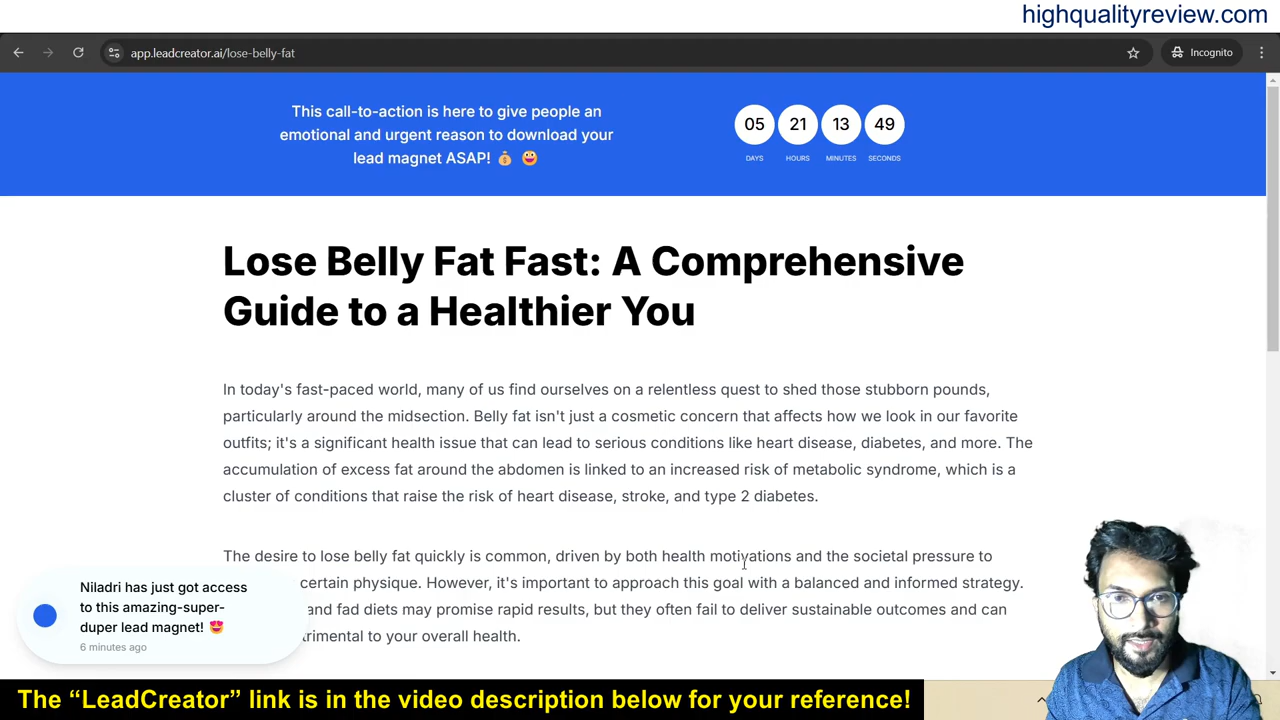 highqualityreview.com
app.leadcreator.ai/lose-belly-fat
Incognito
This call-to-action is here to give people an
emotional and urgent reason to download your
lead magnet ASAP! 💰 🤩
05 21 13 49
DAYS HOURS MINUTES SECONDS
Lose Belly Fat Fast: A Comprehensive
Guide to a Healthier You
In today's fast-paced world, many of us find ourselves on a relentless quest to shed those stubborn pounds,
particularly around the midsection. Belly fat isn't just a cosmetic concern that affects how we look in our favorite
outfits; it's a significant health issue that can lead to serious conditions like heart disease, diabetes, and more. The
accumulation of excess fat around the abdomen is linked to an increased risk of metabolic syndrome, which is a
cluster of conditions that raise the risk of heart disease, stroke, and type 2 diabetes.
The desire to lose belly fat quickly is common, driven by both health motivations and the societal pressure to
certain physique. However, it's important to approach this goal with a balanced and informed strategy.
and fad diets may promise rapid results, but they often fail to deliver sustainable outcomes and can
trimental to your overall health.
Niladri has just got access
to this amazing-super-
duper lead magnet! 😍
6 minutes ago
The “LeadCreator” link is in the video description below for your reference!